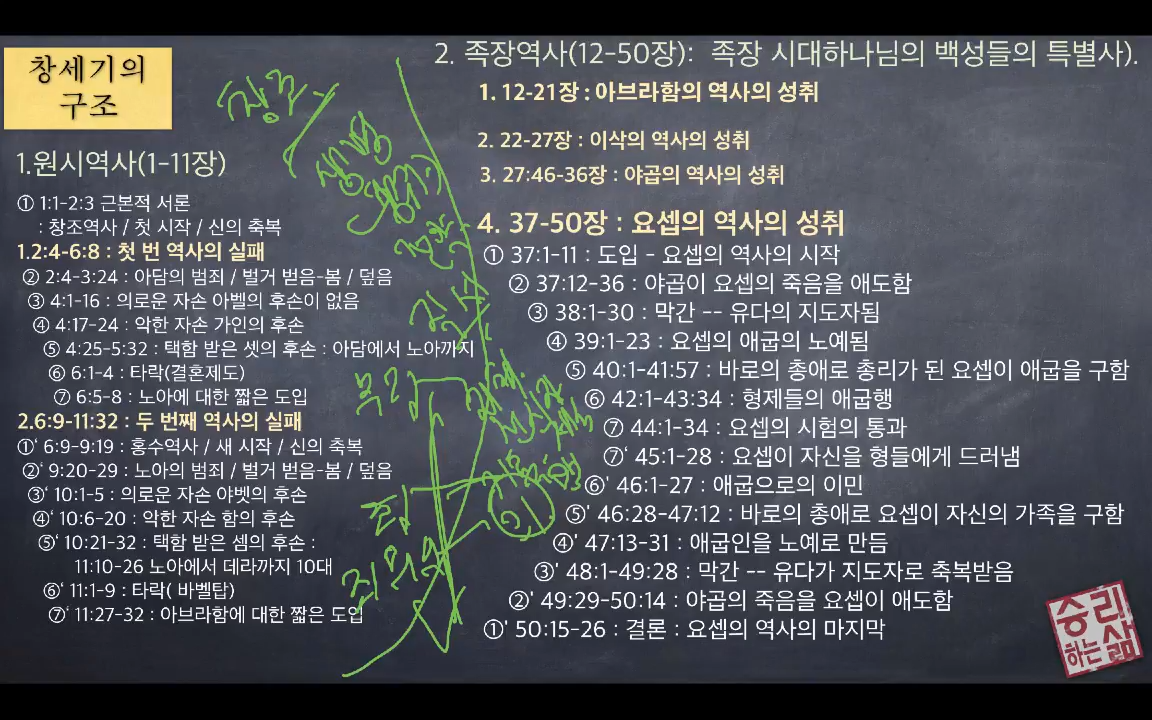 창세기의
구조
1.원시역사(1-11장)
① 1:1-2:3 근본적 서론
: 창조역사 / 첫 시작 / 신의 축복
1.2:4-6:8 : 첫 번 역사의 실패
② 2:4-3:24 : 아담의 범죄 / 벌거 벗음-봄 / 덮음
③ 4:1-16 : 의로운 자손 아벨의 후손이 없음
④ 4:17-24 : 악한 자손 가인의 후손
⑤ 4:25-5:32 : 택함 받은 셋의 후손 : 아담에서 노아까지
⑥ 6:1-4 : 타락(결혼제도)
⑦ 6:5-8 : 노아에 대한 짧은 도입
2.6:9-11:32 : 두 번째 역사의 실패
①‘ 6:9-9:19 : 홍수역사 / 새 시작 / 신의 축복
②‘ 9:20-29 : 노아의 범죄 / 벌거 벗음-봄 / 덮음
③‘ 10:1-5 : 의로운 자손 야벳의 후손
④‘ 10:6-20 : 악한 자손 함의 후손
⑤‘ 10:21-32 : 택함 받은 셈의 후손 :
11:10-26 노아에서 데라까지 10대
⑥‘ 11:1-9 : 타락( 바벨탑)
⑦‘ 11:27-32 : 아브라함에 대한 짧은 도입
2. 족장역사(12-50장): 족장 시대하나님의 백성들의 특별사).
1. 12-21장 : 아브라함의 역사의 성취
2. 22-27장 : 이삭의 역사의 성취
3. 27:46-36장 : 야곱의 역사의 성취
4. 37-50장 : 요셉의 역사의 성취
① 37:1-11 : 도입 - 요셉의 역사의 시작
② 37:12-36 : 야곱이 요셉의 죽음을 애도함
③ 38:1-30 : 막간 -- 유다의 지도자됨
④ 39:1-23 : 요셉의 애굽의 노예됨
⑤ 40:1-41:57 : 바로의 총애로 총리가 된 요셉이 애굽을 구함
⑥ 42:1-43:34 : 형제들의 애굽행
⑦ 44:1-34 : 요셉의 시험의 통과
⑦‘ 45:1-28 : 요셉이 자신을 형들에게 드러냄
⑥' 46:1-27 : 애굽으로의 이민
⑤' 46:28-47:12 : 바로의 총애로 요셉이 자신의 가족을 구함
④' 47:13-31 : 애굽인을 노예로 만듬
③' 48:1-49:28 : 막간 -- 유다가 지도자로 축복받음
②' 49:29-50:14 : 야곱의 죽음을 요셉이 애도함
①' 50:15-26 : 결론 : 요셉의 역사의 마지막
승리
하는 삶